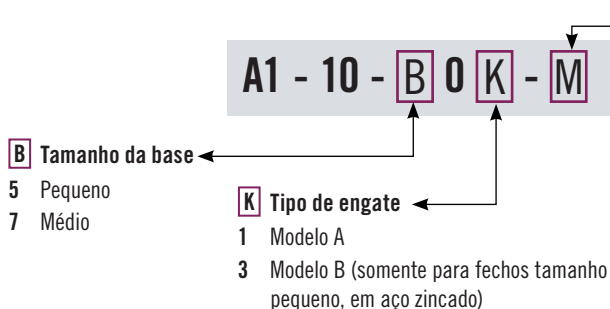 A1 - 10 - B 0 K - M
B Tamanho da base
5 Pequeno
7 Médio
K Tipo de engate
1 Modelo A
3 Modelo B (somente para fechos tamanho
pequeno, em aço zincado)